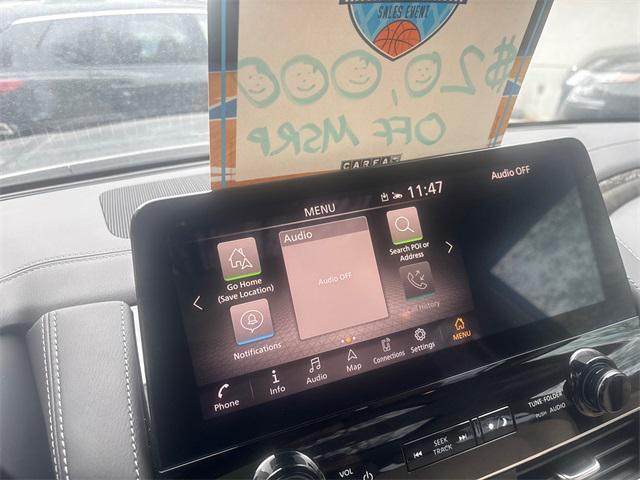 SALES EVENT
$20,000
OFF MSRP
CARFAX
11:47
Audio OFF
MENU
Audio
Audio OFF
Go Home
(Save Location)
Search POI or
Address
Notifications
Call History
Phone
Info
Audio
Map
Connections
Settings
MENU
VOL
SEEK
TRACK
TUNE·FOLDER
PUSH AUDIO